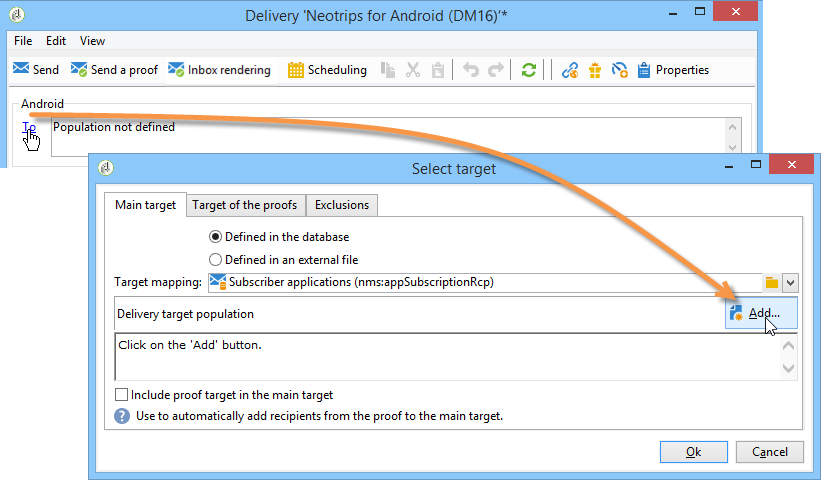 Delivery 'Neotrips for Android (DM16)'*
File Edit View
Send Send a proof Inbox rendering Scheduling Properties
Android
To Population not defined
Select target
Main target Target of the proofs Exclusions
Defined in the database
Defined in an external file
Target mapping: Subscriber applications (nms:appSubscriptionRcp)
Delivery target population Add...
Click on the 'Add' button.
Include proof target in the main target
? Use to automatically add recipients from the proof to the main target.
Ok Cancel